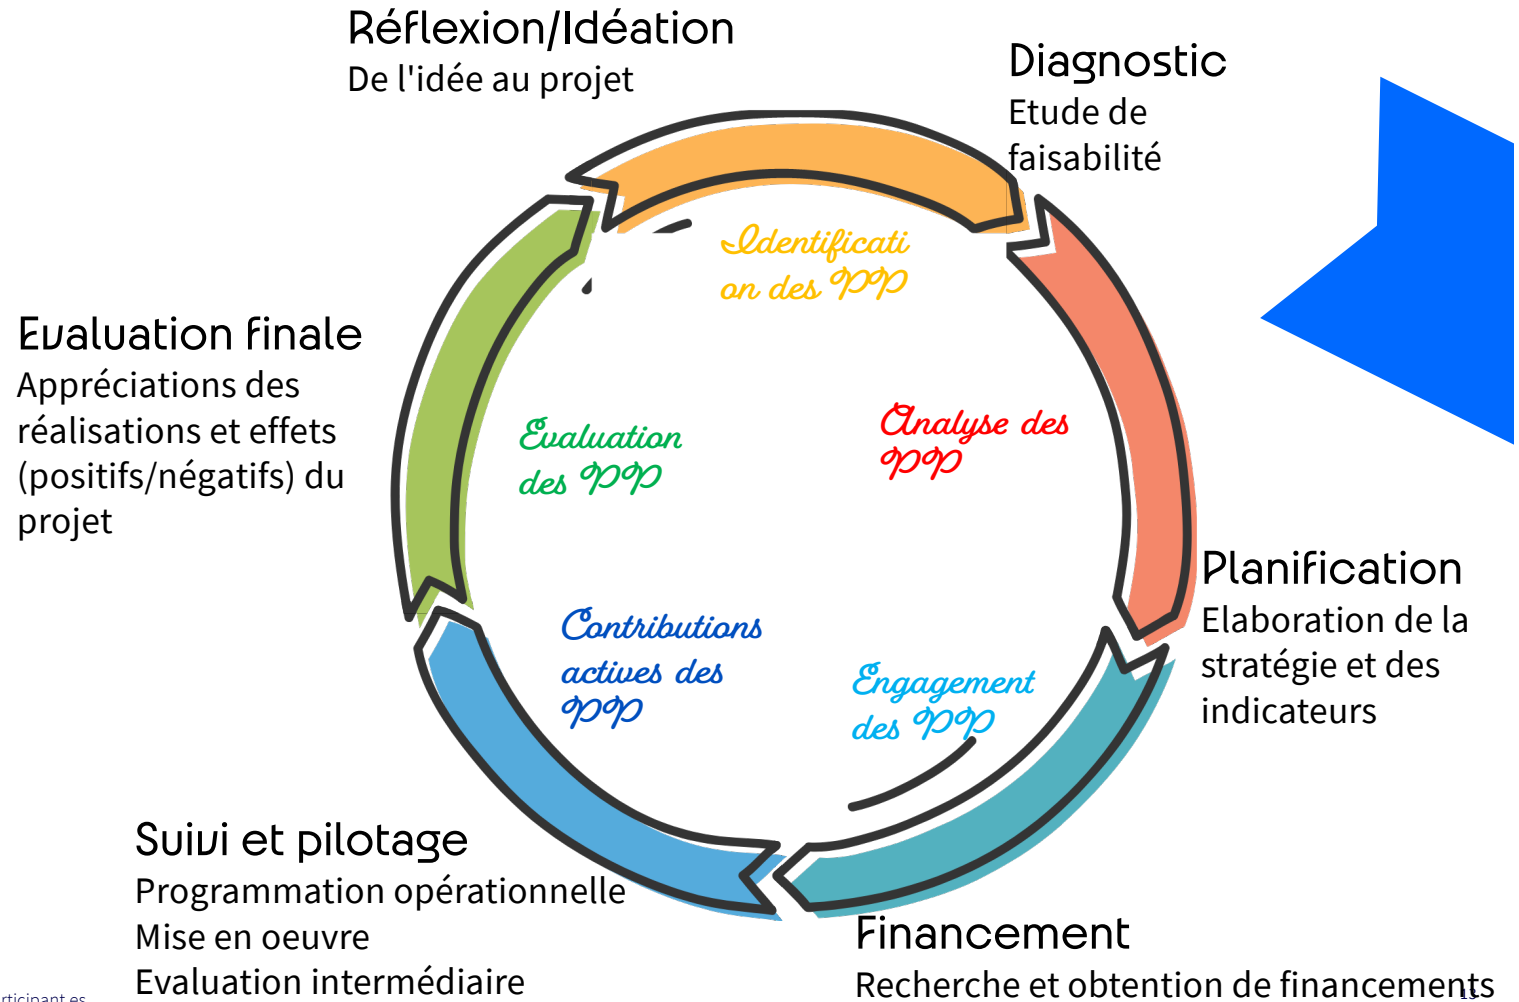 Réflexion/Idéation
De l'idée au projet
Diagnostic
Etude de
faisabilité
Identificati
on des PP
Evaluation finale
Appréciations des
réalisations et effets
(positifs/négatifs) du
projet
Evaluation
des PP
Analyse des
PP
Planification
Elaboration de la
stratégie et des
indicateurs
Contributions
actives des
PP
Engagement
des PP
Suivi et pilotage
Programmation opérationnelle
Mise en oeuvre
Evaluation intermédiaire
Financement
Recherche et obtention de financements
13